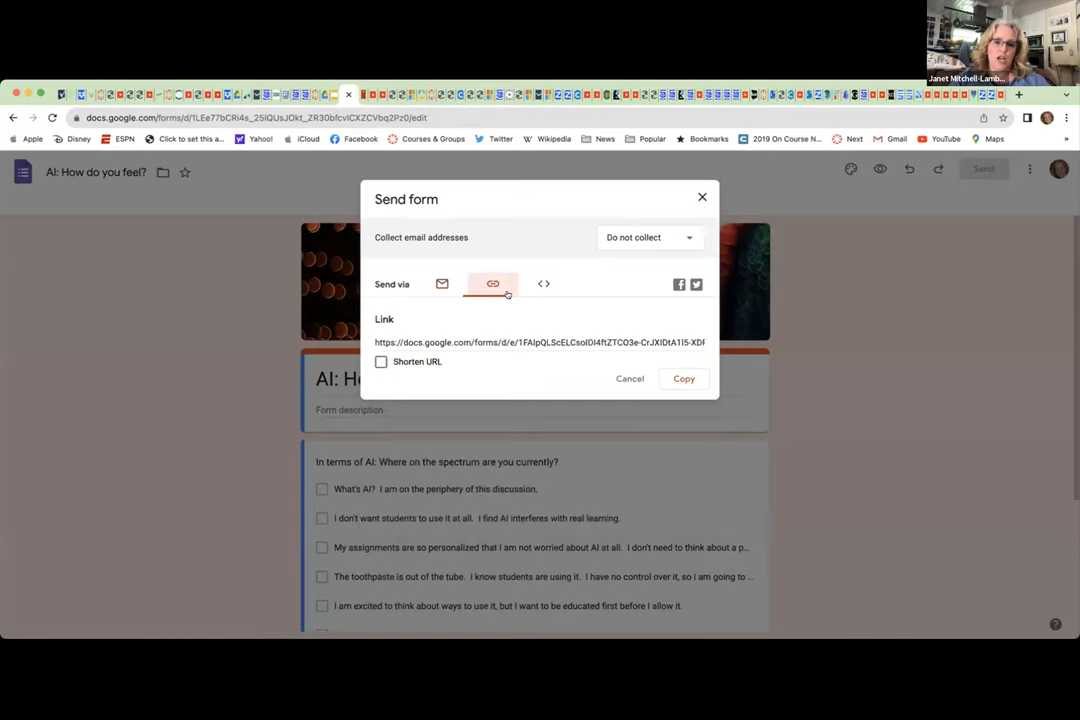 Janet Mitchell-Lamb...
docs.google.com/forms/d/1LEe77bCRi4s_25IQUsJOkt_ZR30bfcvICXZCVbq2Pz0/edit
Apple Disney ESPN Click to set this a... Yahoo! iCloud Facebook Courses & Groups Twitter Wikipedia News Popular Bookmarks 2019 On Course N... Next Gmail YouTube Maps »
AI: How do you feel?
Send
Send form
Collect email addresses
Do not collect
Send via
Link
https://docs.google.com/forms/d/e/1FAIpQLScELCsoIDI4ftZTCO3e-CrJXIDtA1I5-XDF
Shorten URL
Cancel
Copy
AI: H
Form description
In terms of AI: Where on the spectrum are you currently?
What's AI? I am on the periphery of this discussion.
I don't want students to use it at all. I find AI interferes with real learning.
My assignments are so personalized that I am not worried about AI at all. I don't need to think about a p...
The toothpaste is out of the tube. I know students are using it. I have no control over it, so I am going to ...
I am excited to think about ways to use it, but I want to be educated first before I allow it.